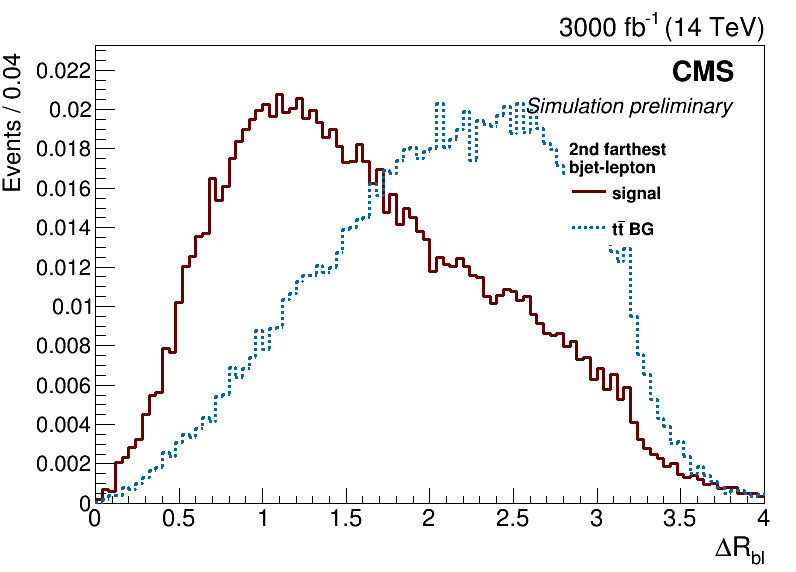 3000 fb⁻¹ (14 TeV)
Events / 0.04
CMS
Simulation preliminary
2nd farthest
bjet-lepton
signal
tt̄ BG
0.022
0.02
0.018
0.016
0.014
0.012
0.01
0.008
0.006
0.004
0.002
0
0 0.5 1 1.5 2 2.5 3 3.5 4
ΔR_bl